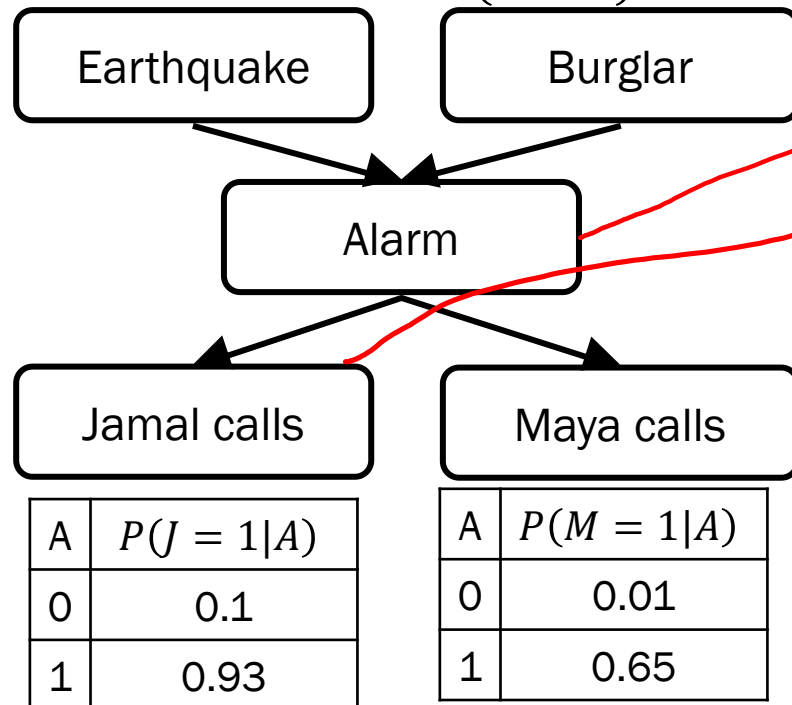 Earthquake
Burglar
Alarm
Jamal calls
Maya calls
A P(J = 1|A)
0 0.1
1 0.93
A P(M = 1|A)
0 0.01
1 0.65